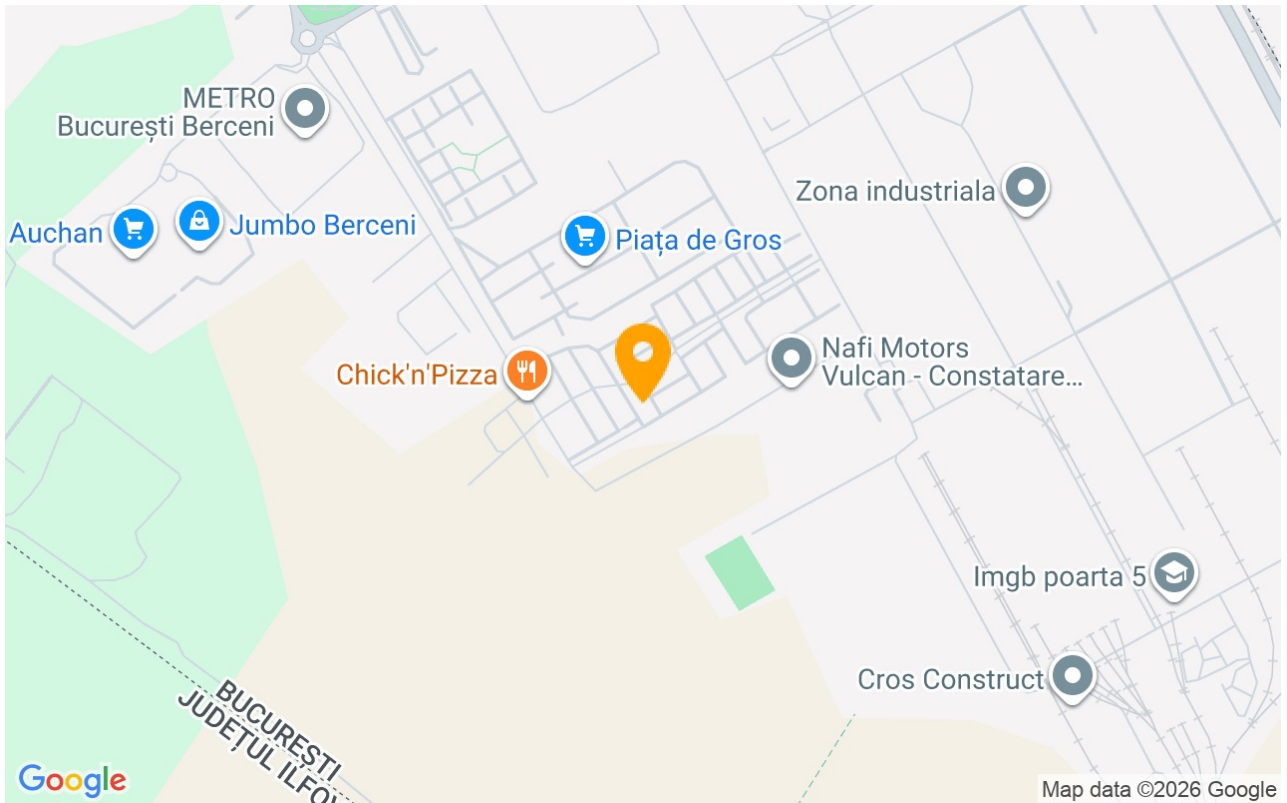 METRO
București Berceni
Zona industriala
Auchan
Jumbo Berceni
Piața de Gros
Chick'n'Pizza
Nafi Motors
Vulcan - Constatare...
Imgb poarta 5
Cros Construct
BUCUREȘTI
JUDEȚUL ILFOV
Google
Map data ©2026 Google